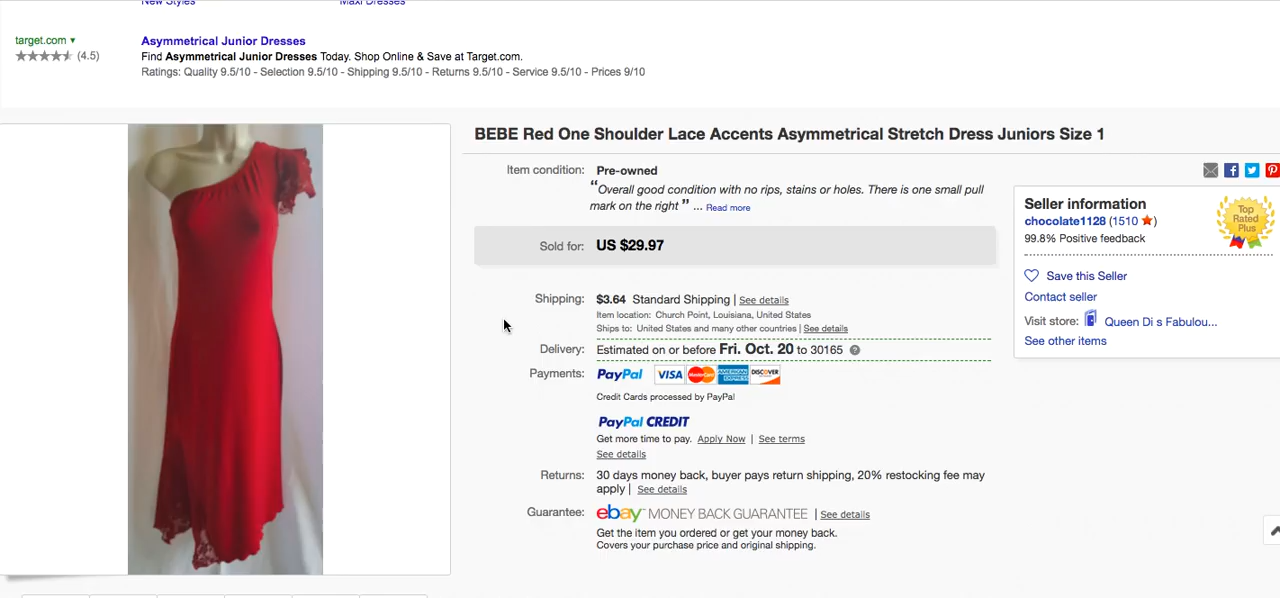 New Styles
Maxi Dresses
target.com
Asymmetrical Junior Dresses
(4.5)
Find Asymmetrical Junior Dresses Today. Shop Online & Save at Target.com.
Ratings: Quality 9.5/10 - Selection 9.5/10 - Shipping 9.5/10 - Returns 9.5/10 - Service 9.5/10 - Prices 9/10
BEBE Red One Shoulder Lace Accents Asymmetrical Stretch Dress Juniors Size 1
Item condition: Pre-owned
“Overall good condition with no rips, stains or holes. There is one small pull
mark on the right ” ... Read more
Sold for: US $29.97
Shipping: $3.64 Standard Shipping | See details
Item location: Church Point, Louisiana, United States
Ships to: United States and many other countries | See details
Delivery: Estimated on or before Fri. Oct. 20 to 30165 ?
Payments: PayPal VISA MasterCard AMERICAN EXPRESS DISCOVER
Credit Cards processed by PayPal
PayPal CREDIT
Get more time to pay. Apply Now | See terms
See details
Returns: 30 days money back, buyer pays return shipping, 20% restocking fee may
apply | See details
Guarantee: ebay MONEY BACK GUARANTEE | See details
Get the item you ordered or get your money back.
Covers your purchase price and original shipping.
Seller information
chocolate1128 (1510 )
99.8% Positive feedback
Top
Rated
Plus
Save this Seller
Contact seller
Visit store: Queen Di s Fabulou...
See other items